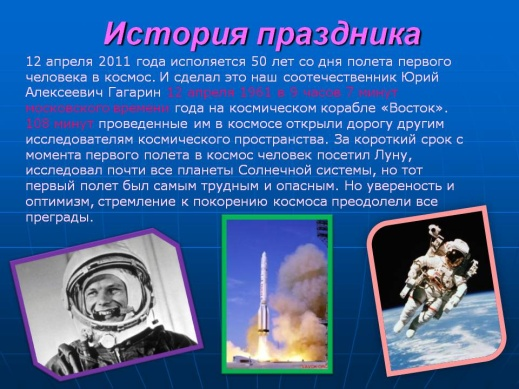 История праздника
12 апреля 2011 года исполяется 50 лет со дня полета первого
человека в космос. И сделал это наш соотечественник Юрий
Алексеевич Гагарин 12 апреля 1961 в 9 часов 7 минут
московского времени года на космическом корабле «Восток».
108 минут проведенные им в космосе открыли дорогу другим
исследователям космического пространства. За короткий срок с
момента первого полета в космос человек посетил Луну,
исследовал почти все планеты Солнечной системы, но тот
первый полет был самым трудным и опасным. Но увереность и
оптимизм, стремление к покорению космоса преодолели все
преграды.